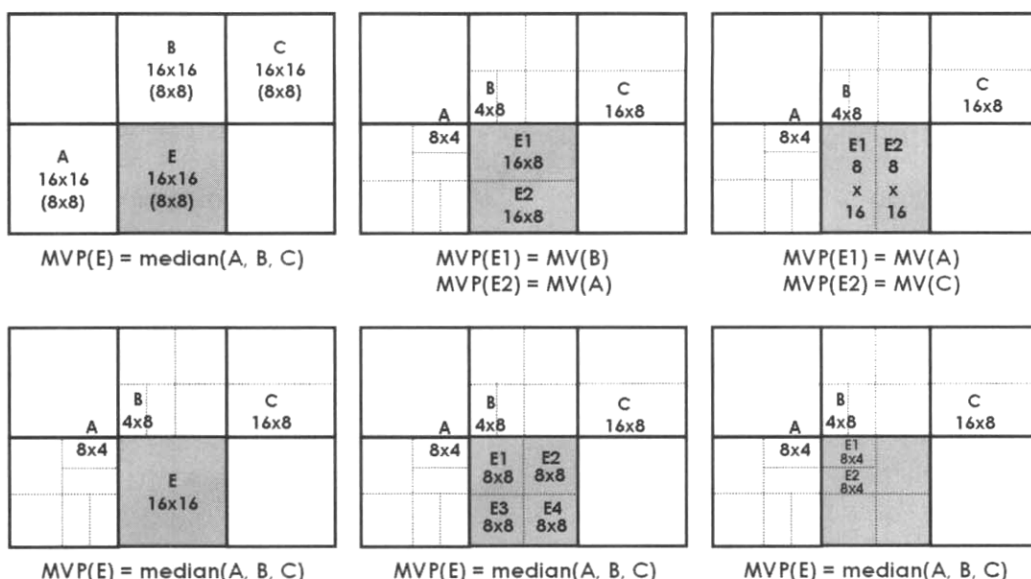 B
16x16
(8x8)
C
16x16
(8x8)
A
16x16
(8x8)
E
16x16
(8x8)
MVP(E) = median(A, B, C)
B
4x8
C
16x8
A
8x4
E1
16x8
E2
16x8
MVP(E1) = MV(B)
MVP(E2) = MV(A)
B
4x8
C
16x8
A
8x4
E1 E2
8 8
x x
16 16
MVP(E1) = MV(A)
MVP(E2) = MV(C)
B
4x8
C
16x8
A
8x4
E
16x16
MVP(E) = median(A, B, C)
B
4x8
C
16x8
A
8x4
E1 E2
8x8 8x8
E3 E4
8x8 8x8
MVP(E) = median(A, B, C)
B
4x8
C
16x8
A
8x4
E1
8x4
E2
8x4
MVP(E) = median(A, B, C)